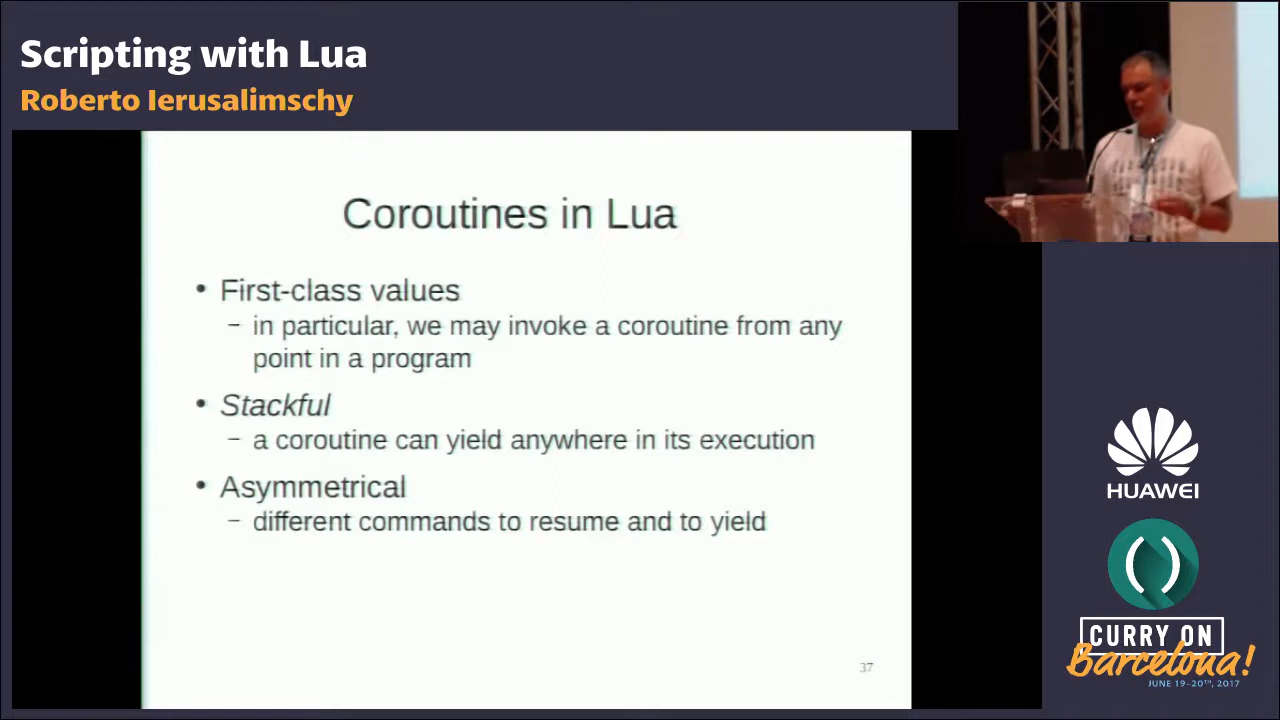 Scripting with Lua
Roberto Ierusalimschy
Coroutines in Lua
• First-class values
– in particular, we may invoke a coroutine from any
point in a program
• Stackful
– a coroutine can yield anywhere in its execution
• Asymmetrical
– different commands to resume and to yield
37
HUAWEI
CURRY ON
Barcelona!
JUNE 19-20TH, 2017